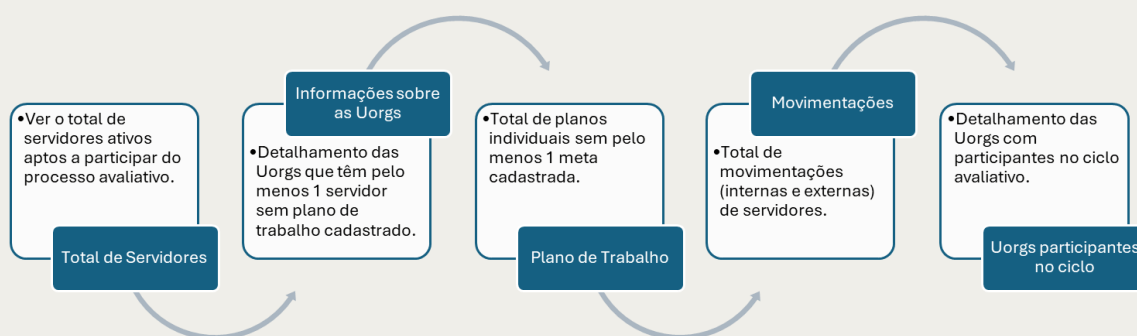 •Ver o total de
servidores ativos
aptos a participar do
processo avaliativo.
Total de Servidores
Informações sobre
as Uorgs
•Detalhamento das
Uorgs que têm pelo
menos 1 servidor
sem plano de
trabalho cadastrado.
•Total de planos
individuais sem pelo
menos 1 meta
cadastrada.
Plano de Trabalho
Movimentações
•Total de
movimentações
(internas e externas)
de servidores.
•Detalhamento das
Uorgs com
participantes no ciclo
avaliativo.
Uorgs participantes
no ciclo